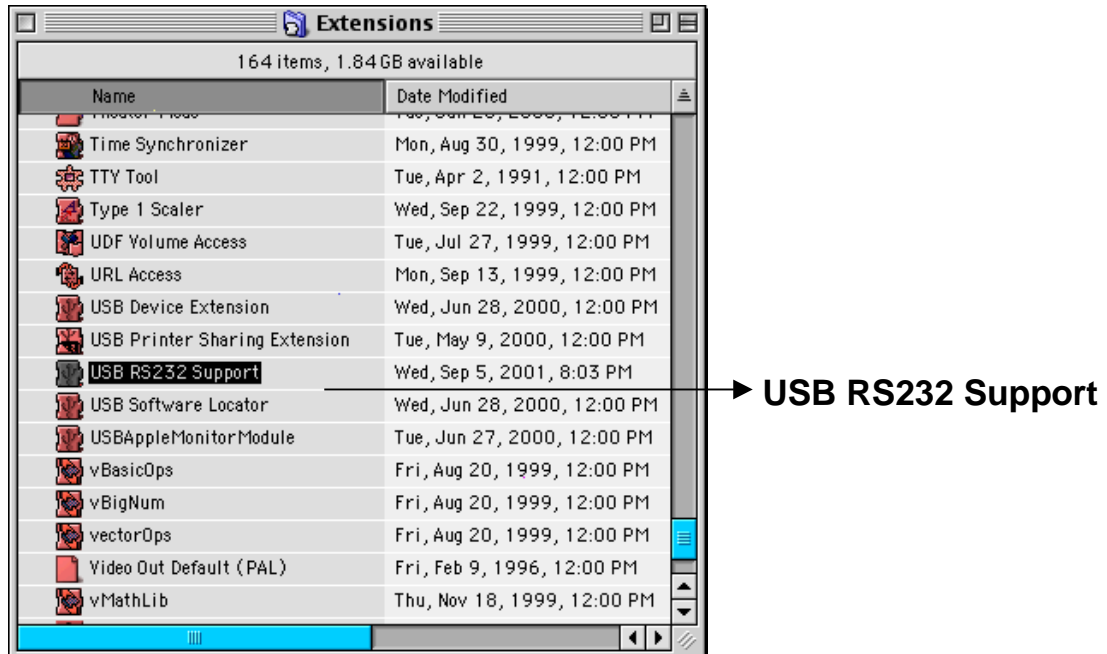 Extensions
164 items, 1.84 GB available
Name Date Modified
Time Synchronizer Mon, Aug 30, 1999, 12:00 PM
TTY Tool Tue, Apr 2, 1991, 12:00 PM
Type 1 Scaler Wed, Sep 22, 1999, 12:00 PM
UDF Volume Access Tue, Jul 27, 1999, 12:00 PM
URL Access Mon, Sep 13, 1999, 12:00 PM
USB Device Extension Wed, Jun 28, 2000, 12:00 PM
USB Printer Sharing Extension Tue, May 9, 2000, 12:00 PM
USB RS232 Support Wed, Sep 5, 2001, 8:03 PM
USB RS232 Support
USB Software Locator Wed, Jun 28, 2000, 12:00 PM
USBAppleMonitorModule Tue, Jun 27, 2000, 12:00 PM
vBasicOps Fri, Aug 20, 1999, 12:00 PM
vBigNum Fri, Aug 20, 1999, 12:00 PM
vectorOps Fri, Aug 20, 1999, 12:00 PM
Video Out Default (PAL) Fri, Feb 9, 1996, 12:00 PM
vMathLib Thu, Nov 18, 1999, 12:00 PM